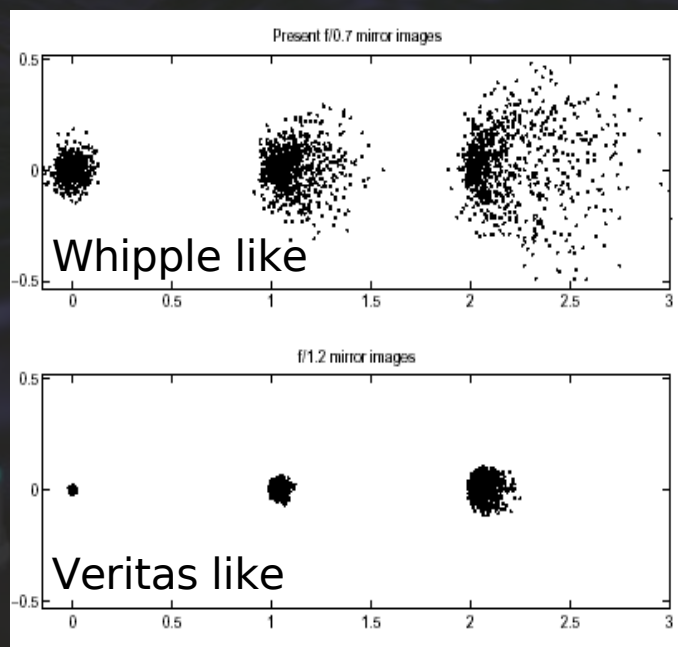 Present f/0.7 mirror images
0.5
0
Whipple like
-0.5
0 0.5 1 1.5 2 2.5 3
f/1.2 mirror images
0.5
0
Veritas like
-0.5
0 0.5 1 1.5 2 2.5 3